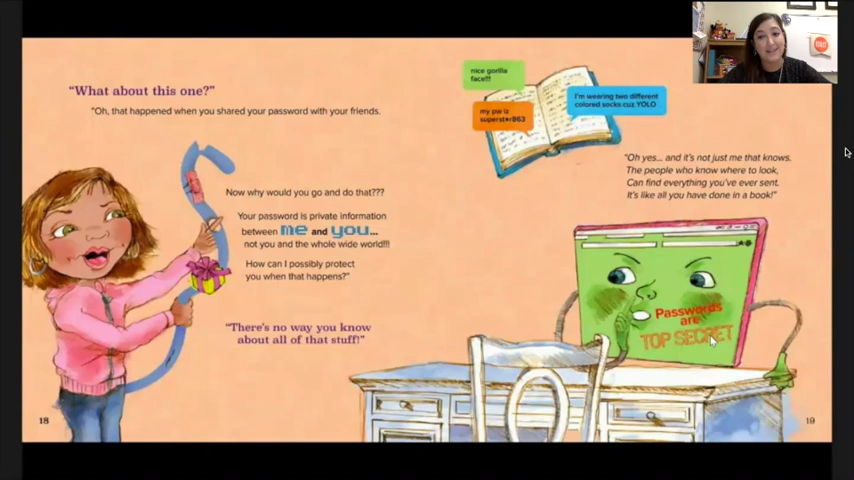 "What about this one?"
"Oh, that happened when you shared your password with your friends.
Now why would you go and do that???
Your password is private information
between me and you...
not you and the whole wide world!!!
How can I possibly protect
you when that happens?"
"There's no way you know
about all of that stuff!"
18
nice gorilla
face!!!
my pw iz
superst★r863
I'm wearing two different
colored socks cuz YOLO
"Oh yes... and it's not just me that knows.
The people who know where to look,
Can find everything you've ever sent.
It's like all you have done in a book!"
Passwords
are
TOP SECRET
19